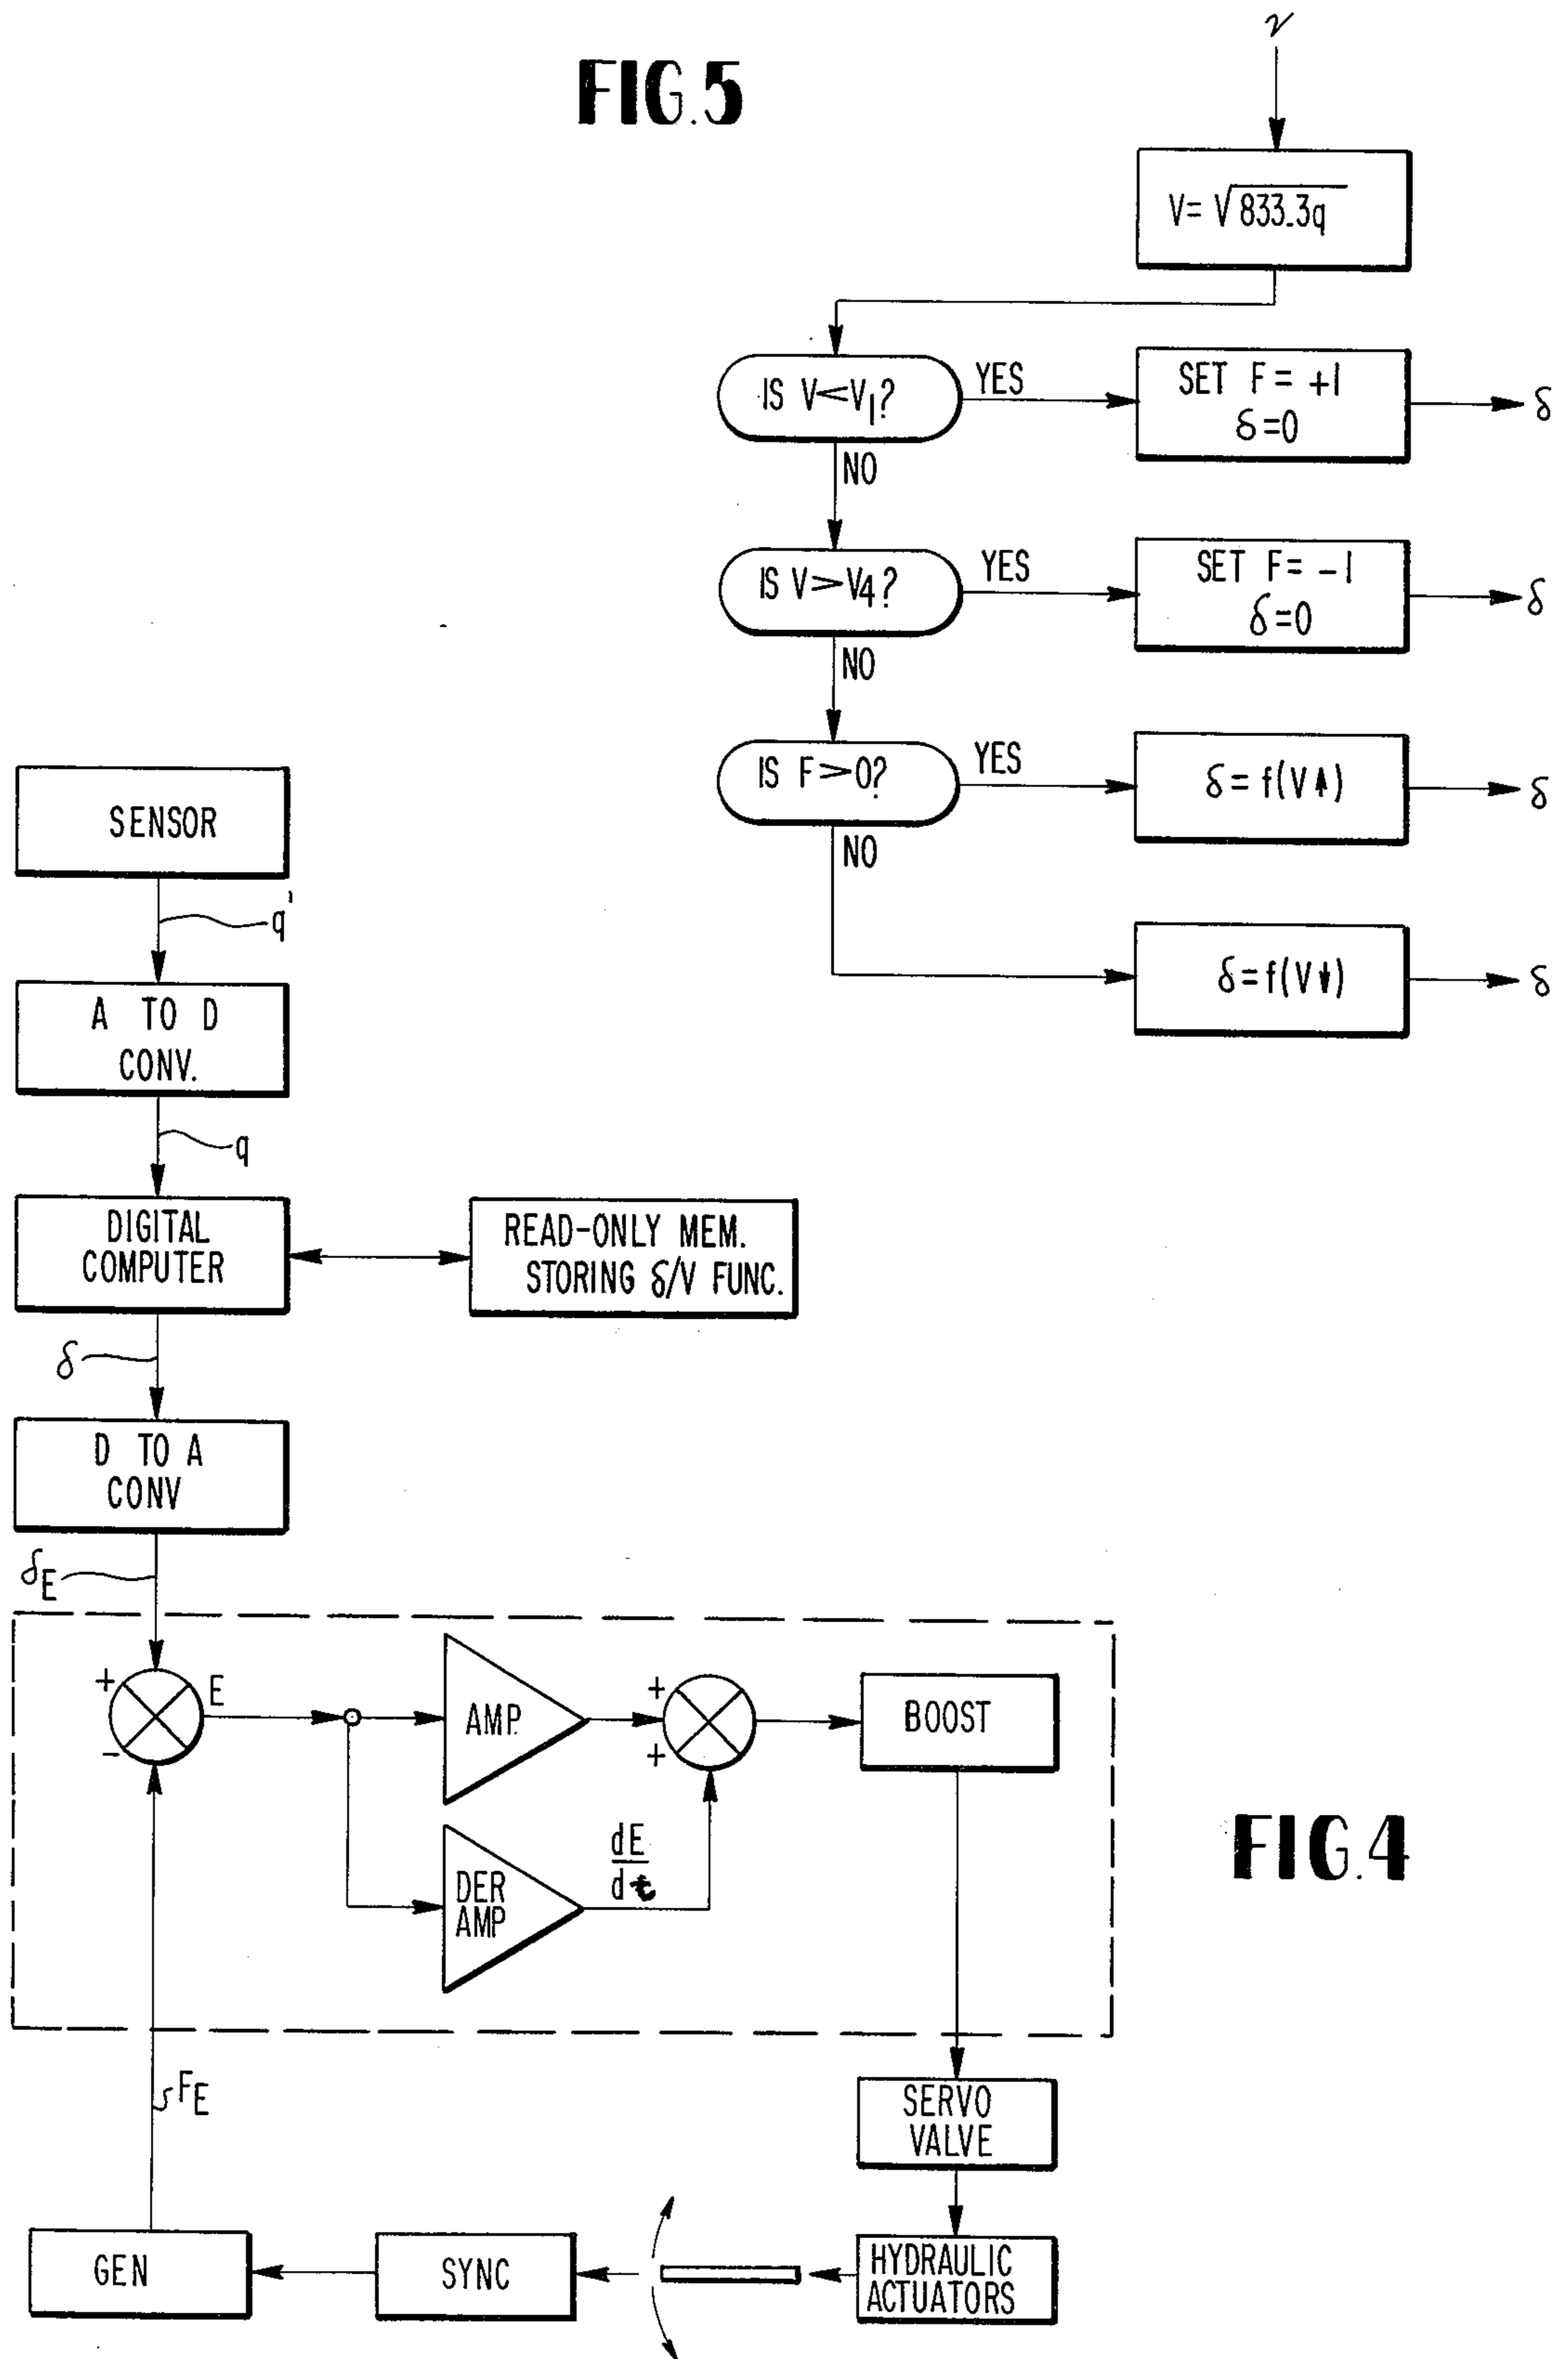 FIG.5
V=√833.3q
IS V<V₁?
YES
SET F = +1
δ=0
δ
NO
IS V>V₄?
YES
SET F = -1
δ=0
δ
NO
IS F>0?
YES
δ = f(V↑)
δ
NO
δ = f(V↓)
δ
SENSOR
q'
A TO D
CONV.
q
DIGITAL
COMPUTER
READ-ONLY MEM.
STORING δ/V FUNC.
δ
D TO A
CONV
δE
+
-
E
AMP.
+
+
BOOST
DER
AMP
dE
dt
FIG.4
FE
SERVO
VALVE
GEN
SYNC
HYDRAULIC
ACTUATORS